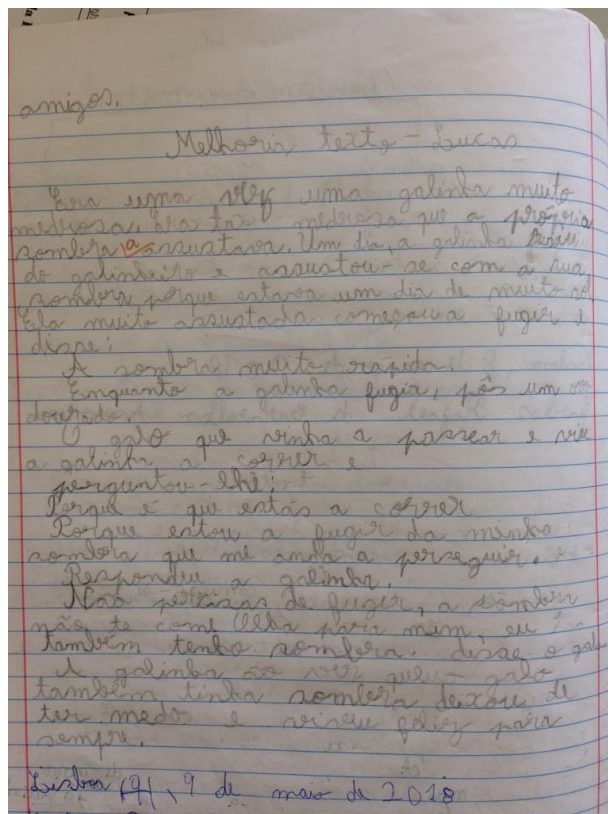 amigos.
Melhoria texto - Lucas
Era uma vez uma galinha muito
medrosa. Era tão medrosa que a própria
sombra a assustava. Um dia, a galinha saiu
do galinheiro e assustou-se com a sua
sombra porque estava um dia de muito sol
Ela muito assustada começou a fugir e
disse:
A sombra muito rápida
Enquanto a galinha fugia, pôs um ovo
dourado
O galo que vinha a passear e viu
a galinha a correr e
perguntou-lhe:
Porque é que estás a correr
Porque estou a fugir da minha
sombra que me anda a perseguir.
Respondeu a galinha.
Não precisas de fugir, a sombra
não te come Olha para mim, eu
também tenho sombra. disse o galo
A galinha ao ver que o galo
também tinha sombra deixou de
ter medo e viveu feliz para
sempre.
Lisboa, 9 de maio de 2018